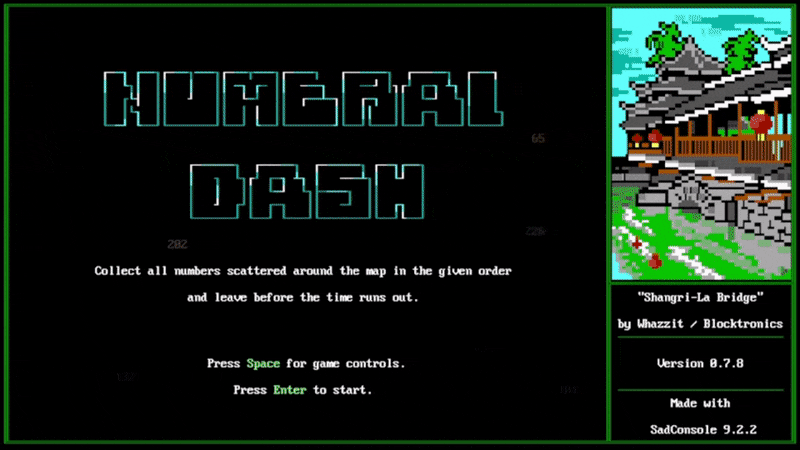 NUMERAL
DASH
65
202
Collect all numbers scattered around the map in the given order
and leave before the time runs out.
Press Space for game controls.
Press Enter to start.
"Shangri-La Bridge"
by Whazzit / Blocktronics
Version 0.7.8
Made with
SadConsole 9.2.2